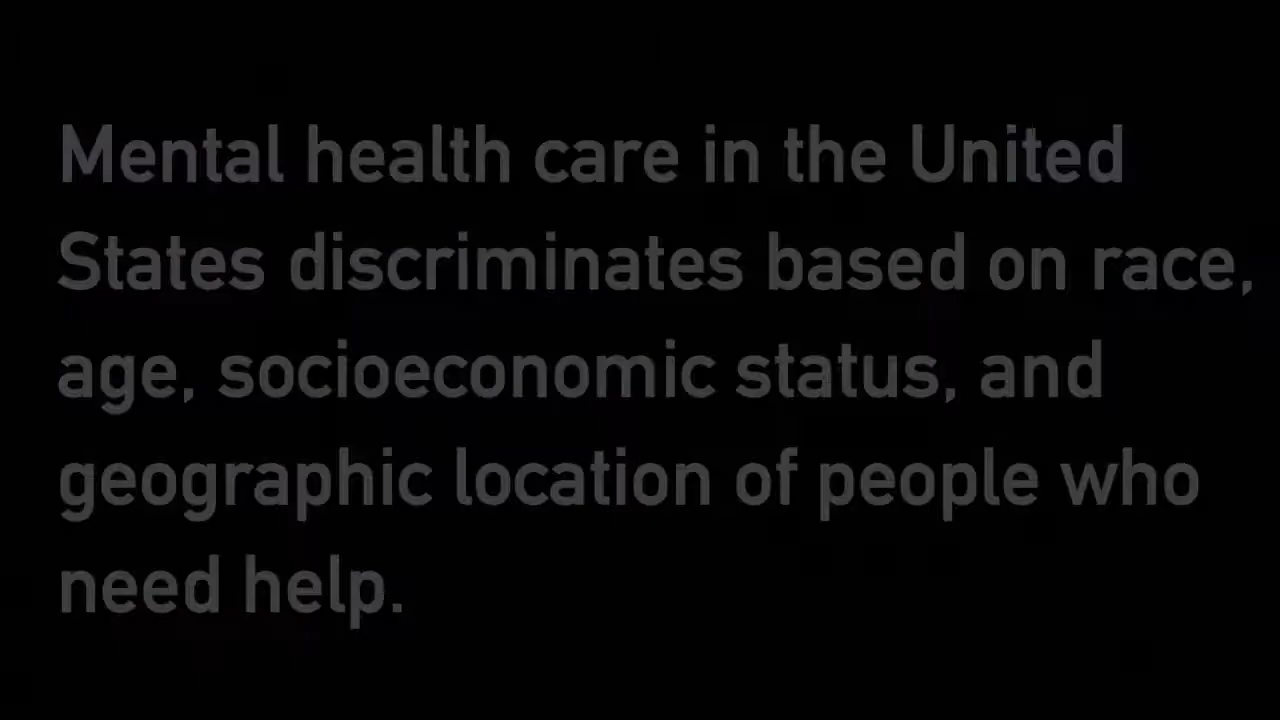 Mental health care in the United
States discriminates based on race,
age, socioeconomic status, and
geographic location of people who
need help.